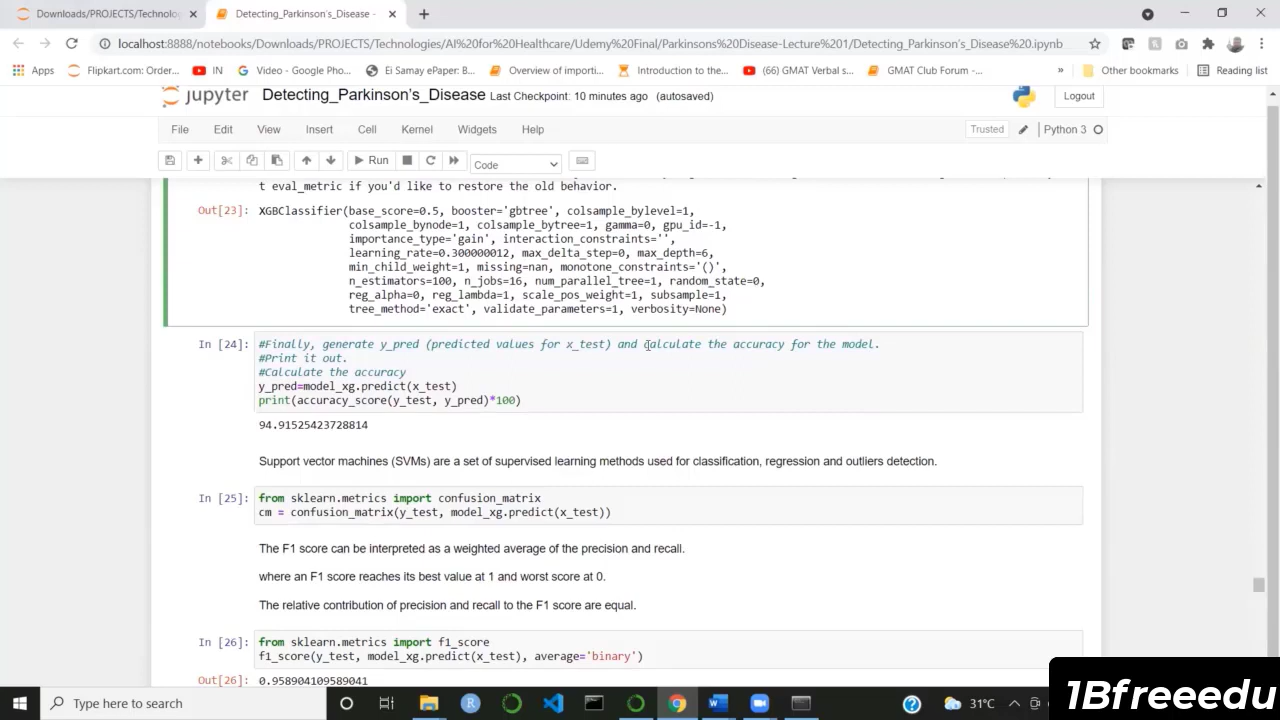 Downloads/PROJECTS/Technolog
Detecting_Parkinson's_Disease -
localhost:8888/notebooks/Downloads/PROJECTS/Technologies/AI%20for%20Healthcare/Udemy%20Final/Parkinsons%20Disease-Lecture%201/Detecting_Parkinson's_Disease%20.ipynb
Apps
Flipkart.com: Order...
IN
Video - Google Pho...
Ei Samay ePaper: B...
Overview of importi...
Introduction to the...
(66) GMAT Verbal s...
GMAT Club Forum -...
»
Other bookmarks
Reading list
jupyter Detecting_Parkinson's_Disease Last Checkpoint: 10 minutes ago (autosaved)
Logout
File Edit View Insert Cell Kernel Widgets Help
Trusted
Python 3
Run
Code
t eval_metric if you'd like to restore the old behavior.
Out[23]: XGBClassifier(base_score=0.5, booster='gbtree', colsample_bylevel=1,
colsample_bynode=1, colsample_bytree=1, gamma=0, gpu_id=-1,
importance_type='gain', interaction_constraints='',
learning_rate=0.300000012, max_delta_step=0, max_depth=6,
min_child_weight=1, missing=nan, monotone_constraints='()',
n_estimators=100, n_jobs=16, num_parallel_tree=1, random_state=0,
reg_alpha=0, reg_lambda=1, scale_pos_weight=1, subsample=1,
tree_method='exact', validate_parameters=1, verbosity=None)
In [24]: #Finally, generate y_pred (predicted values for x_test) and calculate the accuracy for the model.
#Print it out.
#Calculate the accuracy
y_pred=model_xg.predict(x_test)
print(accuracy_score(y_test, y_pred)*100)
94.91525423728814
Support vector machines (SVMs) are a set of supervised learning methods used for classification, regression and outliers detection.
In [25]: from sklearn.metrics import confusion_matrix
cm = confusion_matrix(y_test, model_xg.predict(x_test))
The F1 score can be interpreted as a weighted average of the precision and recall.
where an F1 score reaches its best value at 1 and worst score at 0.
The relative contribution of precision and recall to the F1 score are equal.
In [26]: from sklearn.metrics import f1_score
f1_score(y_test, model_xg.predict(x_test), average='binary')
Out[26]: 0.958904109589041
Type here to search
31°C
1Bfreeedu